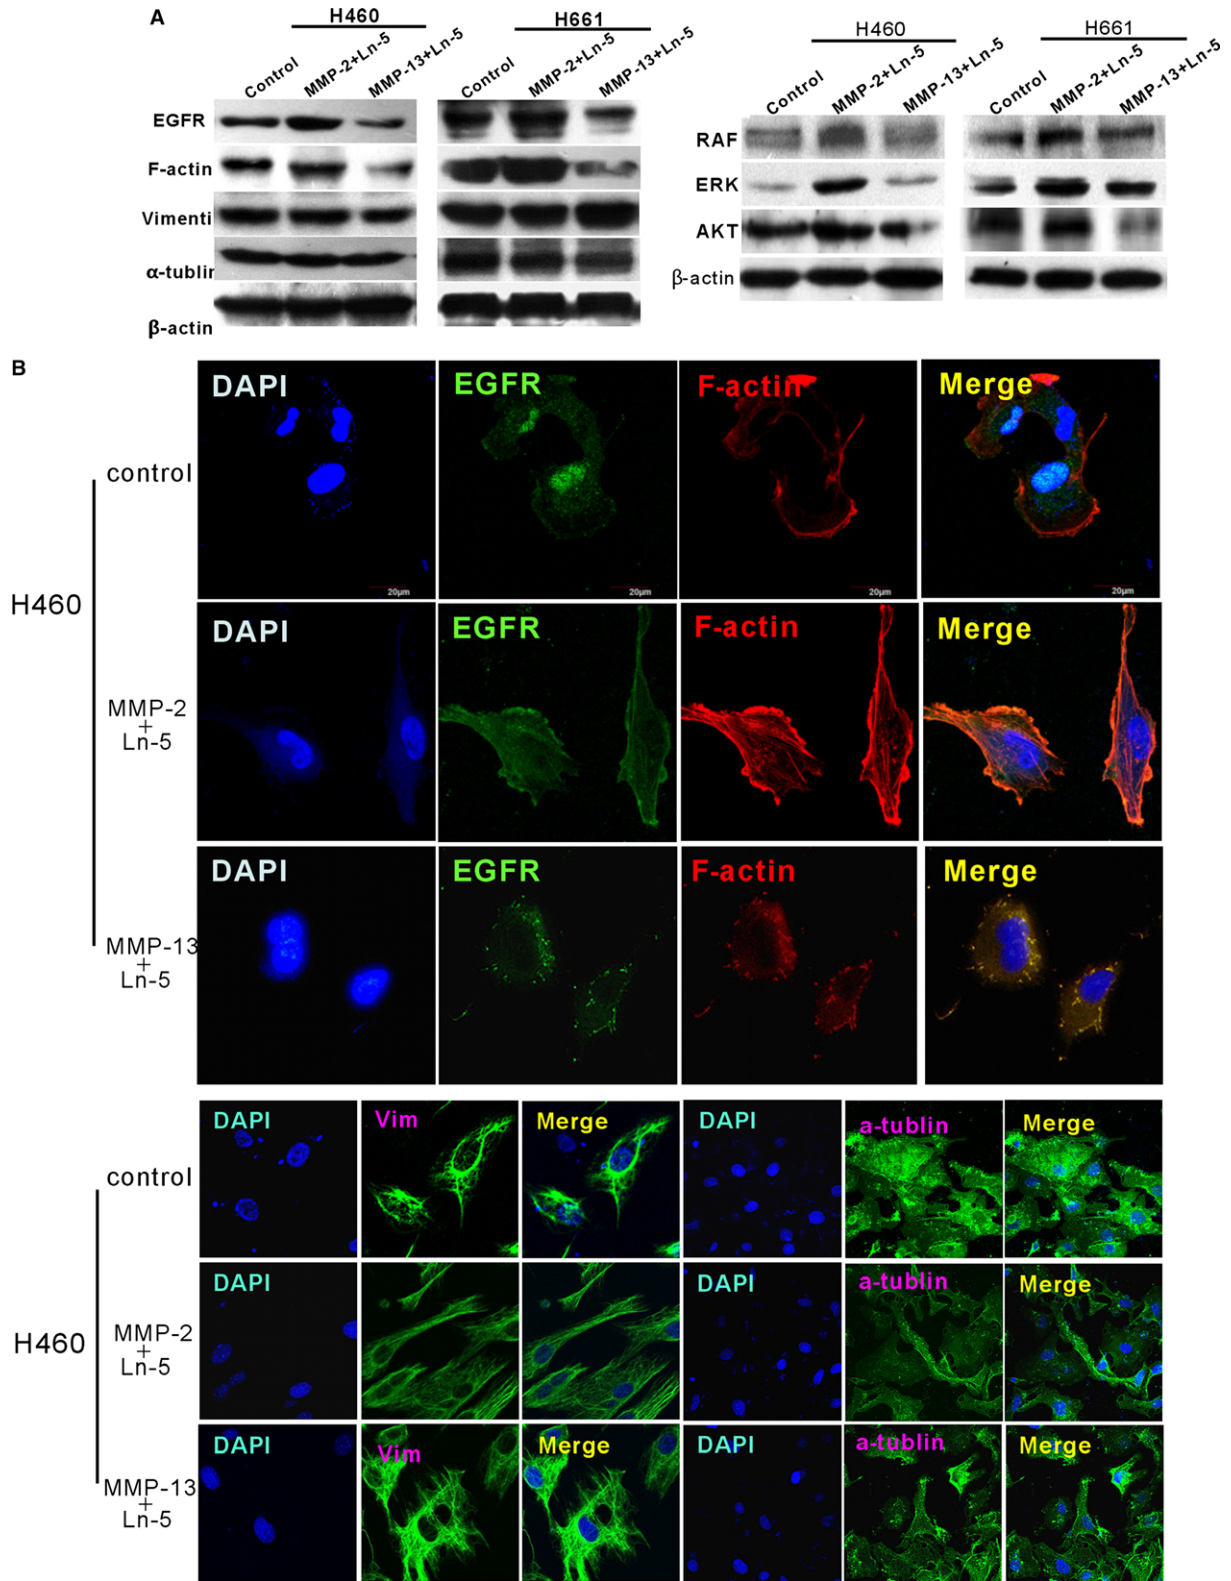 A
H460
H661
Control
MMP-2+Ln-5
MMP-13+Ln-5
Control
MMP-2+Ln-5
MMP-13+Ln-5
EGFR
F-actin
Vimenti
α-tublin
β-actin
H460
H661
Control
MMP-2+Ln-5
MMP-13+Ln-5
Control
MMP-2+Ln-5
MMP-13+Ln-5
RAF
ERK
AKT
β-actin
B
H460
control
DAPI
EGFR
F-actin
Merge
20μm
20μm
20μm
MMP-2
+
Ln-5
DAPI
EGFR
F-actin
Merge
MMP-13
+
Ln-5
DAPI
EGFR
F-actin
Merge
H460
control
DAPI
Vim
Merge
DAPI
a-tublin
Merge
MMP-2
+
Ln-5
DAPI
DAPI
a-tublin
Merge
MMP-13
+
Ln-5
DAPI
Vim
Merge
DAPI
a-tublin
Merge